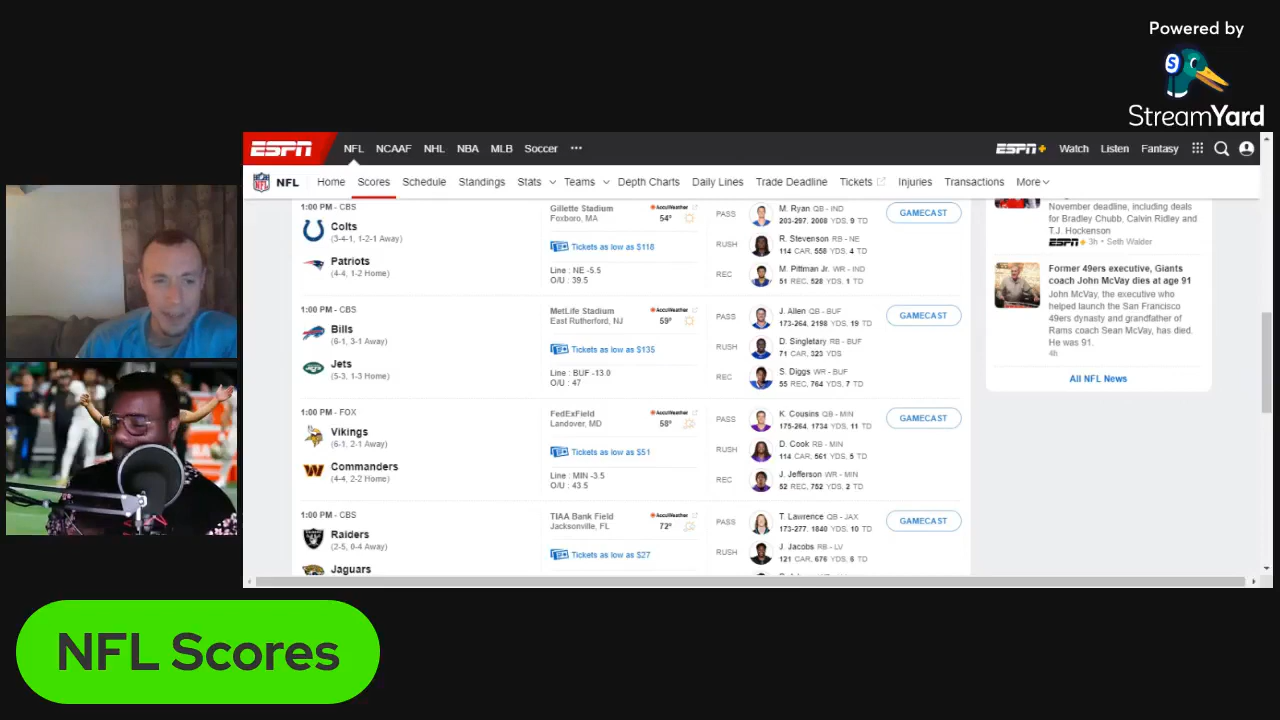 Powered by
StreamYard
ESPN NFL NCAAF NHL NBA MLB Soccer ••• ESPN+ Watch Listen Fantasy
NFL Home Scores Schedule Standings Stats Teams Depth Charts Daily Lines Trade Deadline Tickets Injuries Transactions More
1:00 PM - CBS
Colts
(3-4-1, 1-2-1 Away)
Patriots
(4-4, 1-2 Home)
Gillette Stadium
Foxboro, MA
AccuWeather
54°
Tickets as low as $118
Line : NE -5.5
O/U : 39.5
PASS M. Ryan QB - IND
203-297, 2008 YDS, 9 TD
RUSH R. Stevenson RB - NE
114 CAR, 558 YDS, 4 TD
REC M. Pittman Jr. WR - IND
51 REC, 528 YDS, 1 TD
GAMECAST
1:00 PM - CBS
Bills
(6-1, 3-1 Away)
Jets
(5-3, 1-3 Home)
MetLife Stadium
East Rutherford, NJ
AccuWeather
59°
Tickets as low as $135
Line : BUF -13.0
O/U : 47
PASS J. Allen QB - BUF
173-264, 2198 YDS, 19 TD
RUSH D. Singletary RB - BUF
71 CAR, 323 YDS
REC S. Diggs WR - BUF
55 REC, 764 YDS, 7 TD
GAMECAST
1:00 PM - FOX
Vikings
(6-1, 2-1 Away)
Commanders
(4-4, 2-2 Home)
FedExField
Landover, MD
AccuWeather
58°
Tickets as low as $51
Line : MIN -3.5
O/U : 43.5
PASS K. Cousins QB - MIN
175-264, 1734 YDS, 11 TD
RUSH D. Cook RB - MIN
114 CAR, 561 YDS, 5 TD
REC J. Jefferson WR - MIN
52 REC, 752 YDS, 2 TD
GAMECAST
1:00 PM - CBS
Raiders
(2-5, 0-4 Away)
Jaguars
TIAA Bank Field
Jacksonville, FL
AccuWeather
72°
Tickets as low as $27
PASS T. Lawrence QB - JAX
173-277, 1840 YDS, 10 TD
RUSH J. Jacobs RB - LV
121 CAR, 676 YDS, 6 TD
GAMECAST
November deadline, including deals
for Bradley Chubb, Calvin Ridley and
T.J. Hockenson
ESPN+ 3h • Seth Walder
Former 49ers executive, Giants
coach John McVay dies at age 91
John McVay, the executive who
helped launch the San Francisco
49ers dynasty and grandfather of
Rams coach Sean McVay, has died.
He was 91.
4h
All NFL News
NFL Scores